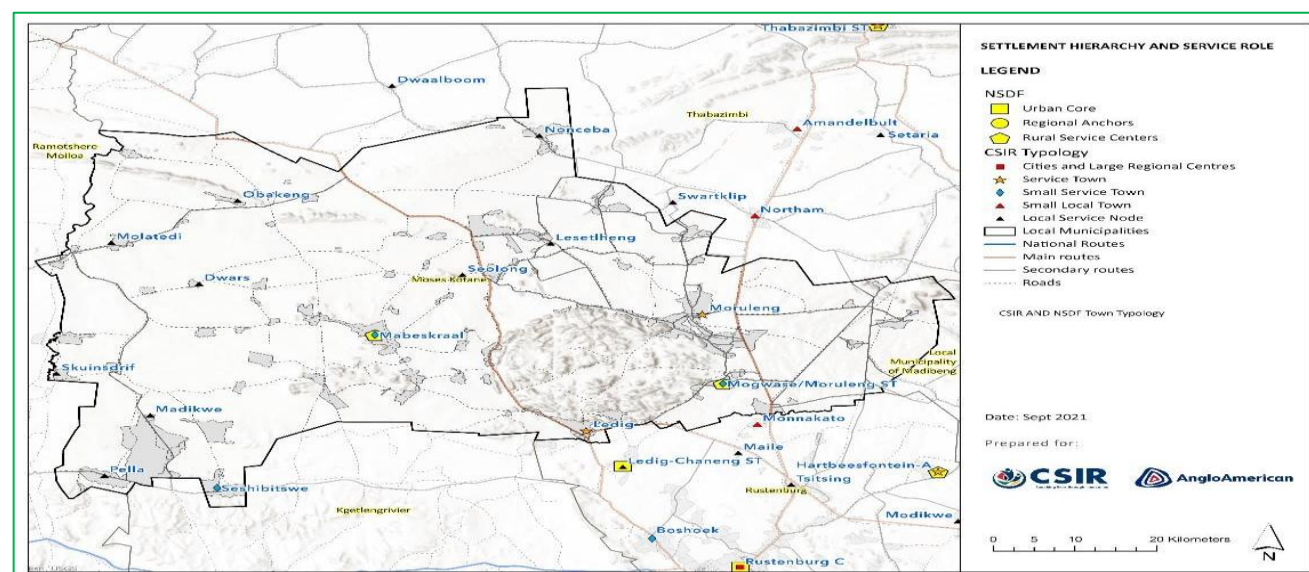 Thabazimbi ST
Dwaalboom
Thabazimbi
Amandelbult
Nonceba
Setaria
Ramotshere
Moiloa
Obakeng
Swartklip
Northam
Molatedi
Lesetlheng
Dwars
Seolong
Moses Kotane
Moruleng
Mabeskraal
Local
Municipality
of Madibeng
Skuinsdrif
Mogwase/Moruleng ST
Madikwe
Ledig
Monnakato
Maile
Pella
Ledig-Chaneng ST
Hartbeesfontein-A
Tsitsing
Seshibitswe
Rustenburg
Kgetlengrivier
Modikwe
Boshoek
Rustenburg C
SETTLEMENT HIERARCHY AND SERVICE ROLE
LEGEND
NSDF
Urban Core
Regional Anchors
Rural Service Centers
CSIR Typology
Cities and Large Regional Centres
Service Town
Small Service Town
Small Local Town
Local Service Node
Local Municipalities
National Routes
Main routes
Secondary routes
Roads
CSIR AND NSDF Town Typology
Date: Sept 2021
Prepared for:
CSIR
AngloAmerican
0 5 10 20 Kilometers
N